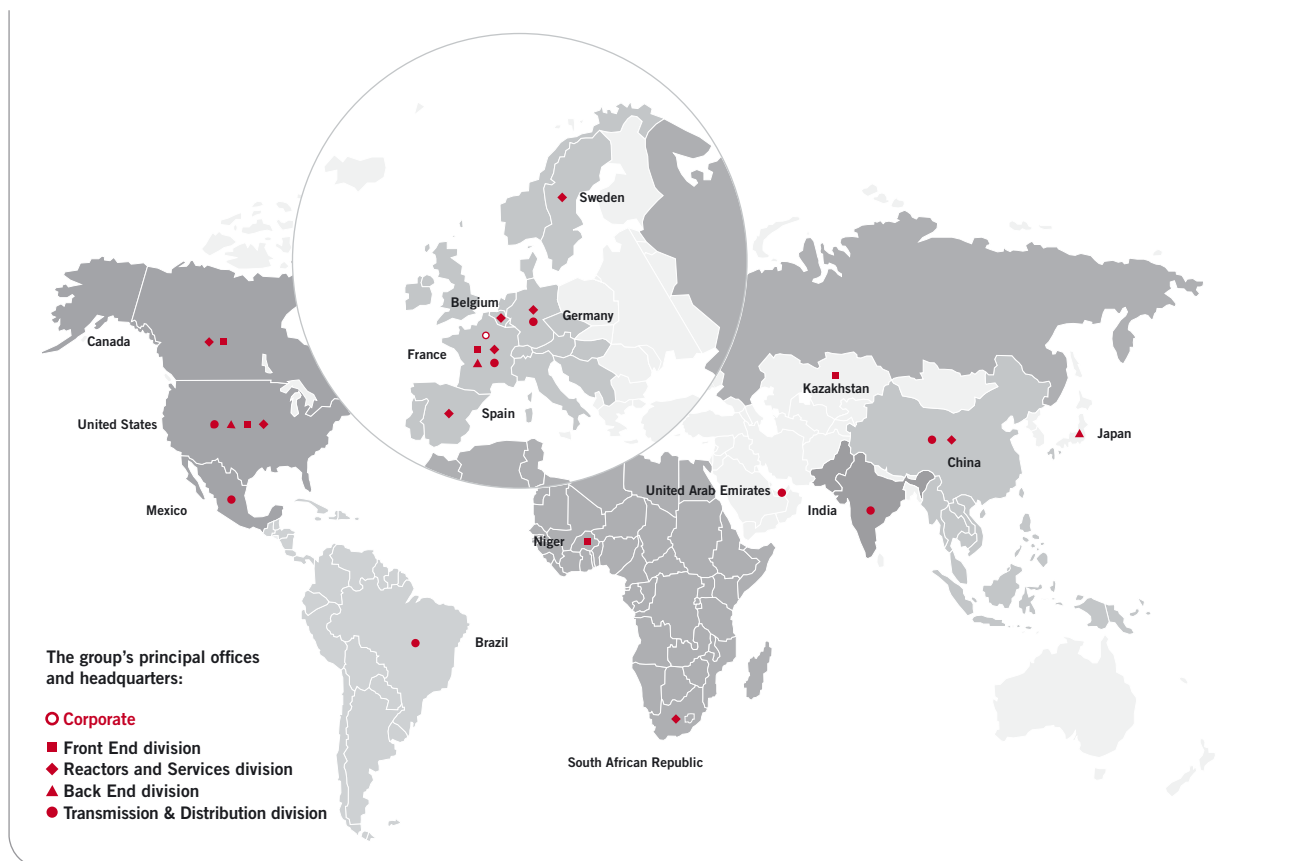 Sweden
Belgium
Germany
France
Spain
Canada
United States
Mexico
Kazakhstan
Japan
China
United Arab Emirates
India
Niger
Brazil
South African Republic
The group's principal offices
and headquarters:
Corporate
Front End division
Reactors and Services division
Back End division
Transmission & Distribution division